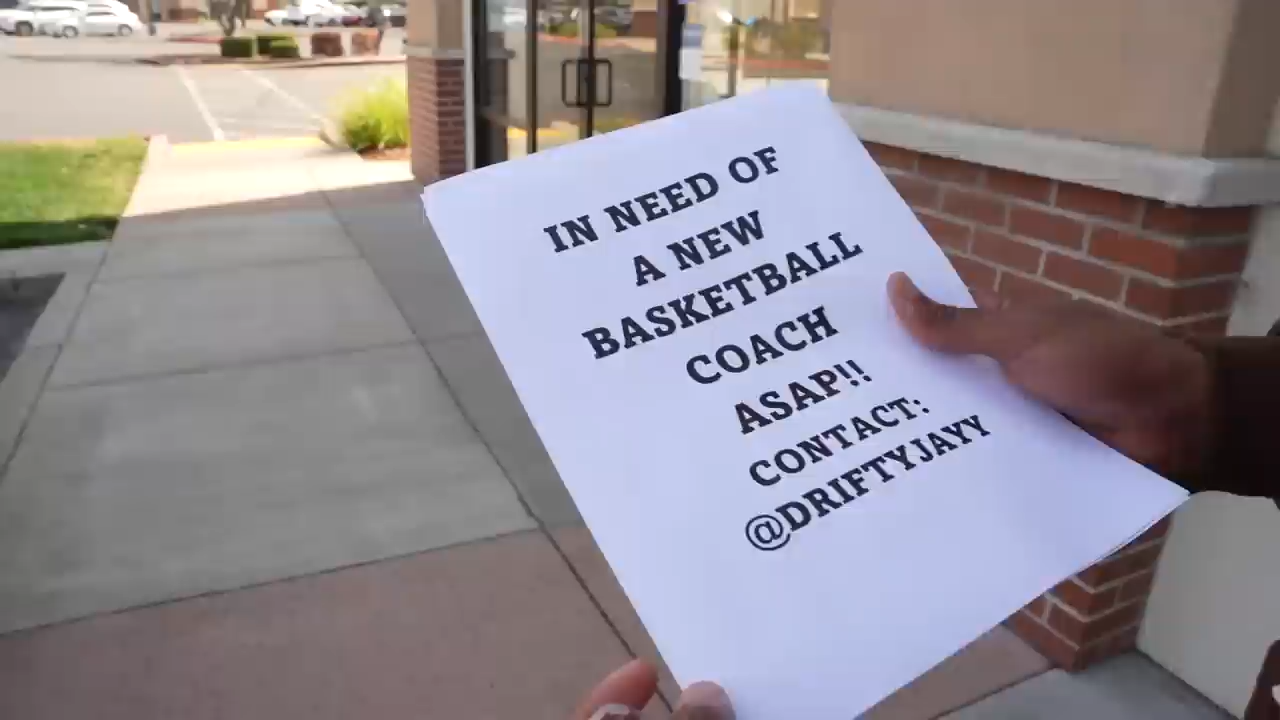 IN NEED OF
A NEW
BASKETBALL
COACH
ASAP!!
CONTACT:
@DRIFTYJAYY